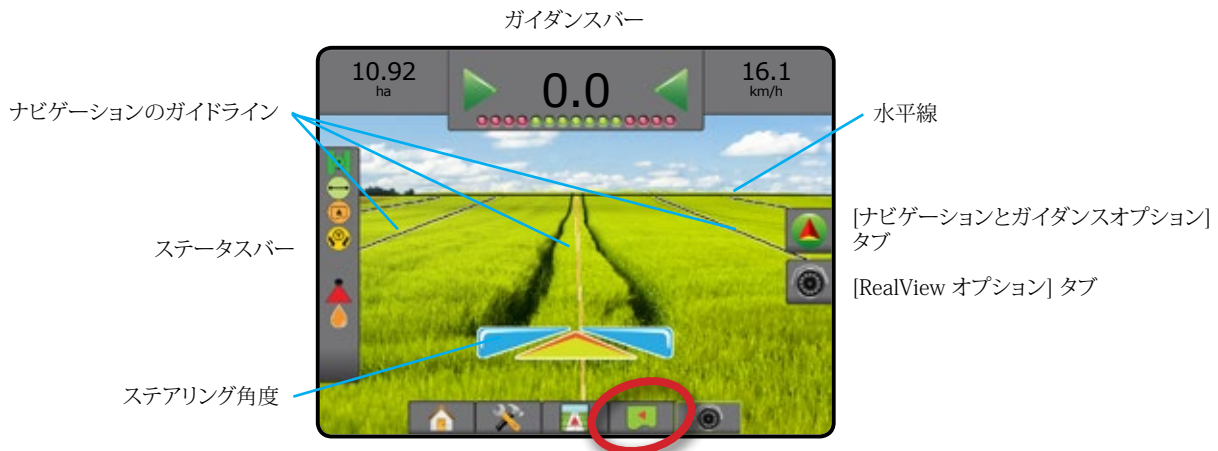 ガイダンスバー
10.92
ha
0.0
16.1
km/h
ナビゲーションのガイドライン
水平線
ステータスバー
[ナビゲーションとガイダンスオプション]
タブ
[RealView オプション] タブ
ステアリング角度